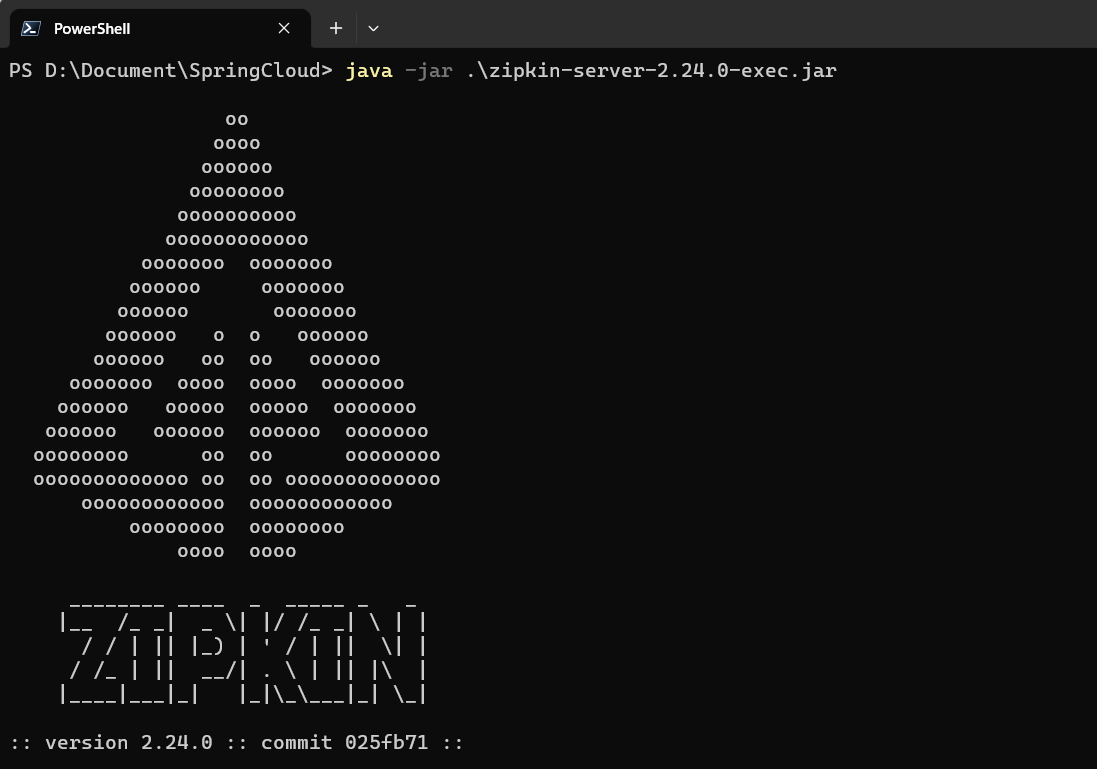 PowerShell
PS D:\Document\SpringCloud> java -jar .\zipkin-server-2.24.0-exec.jar
                  oo
                 oooo
                oooooo
               oooooooo
              oooooooooo
             oooooooooooo
           ooooooo  ooooooo
          oooooo     ooooooo
         oooooo       ooooooo
        oooooo   o  o   oooooo
       oooooo   oo  oo   oooooo
     ooooooo  oooo  oooo  ooooooo
    oooooo   ooooo  ooooo  ooooooo
   oooooo   oooooo  oooooo  ooooooo
  oooooooo      oo  oo      oooooooo
  ooooooooooooo oo  oo ooooooooooooo
      oooooooooooo  oooooooooooo
          oooooooo  oooooooo
              oooo  oooo
     ________ ____  _  _____ _   _
    |__  /_ _|  _ \| |/ /_ _| \ | |
      / / | || |_) | ' / | ||  \| |
     / /_ | ||  __/| . \ | || |\  |
    |____|___|_|   |_|\_\___|_| \_|
:: version 2.24.0 :: commit 025fb71 ::